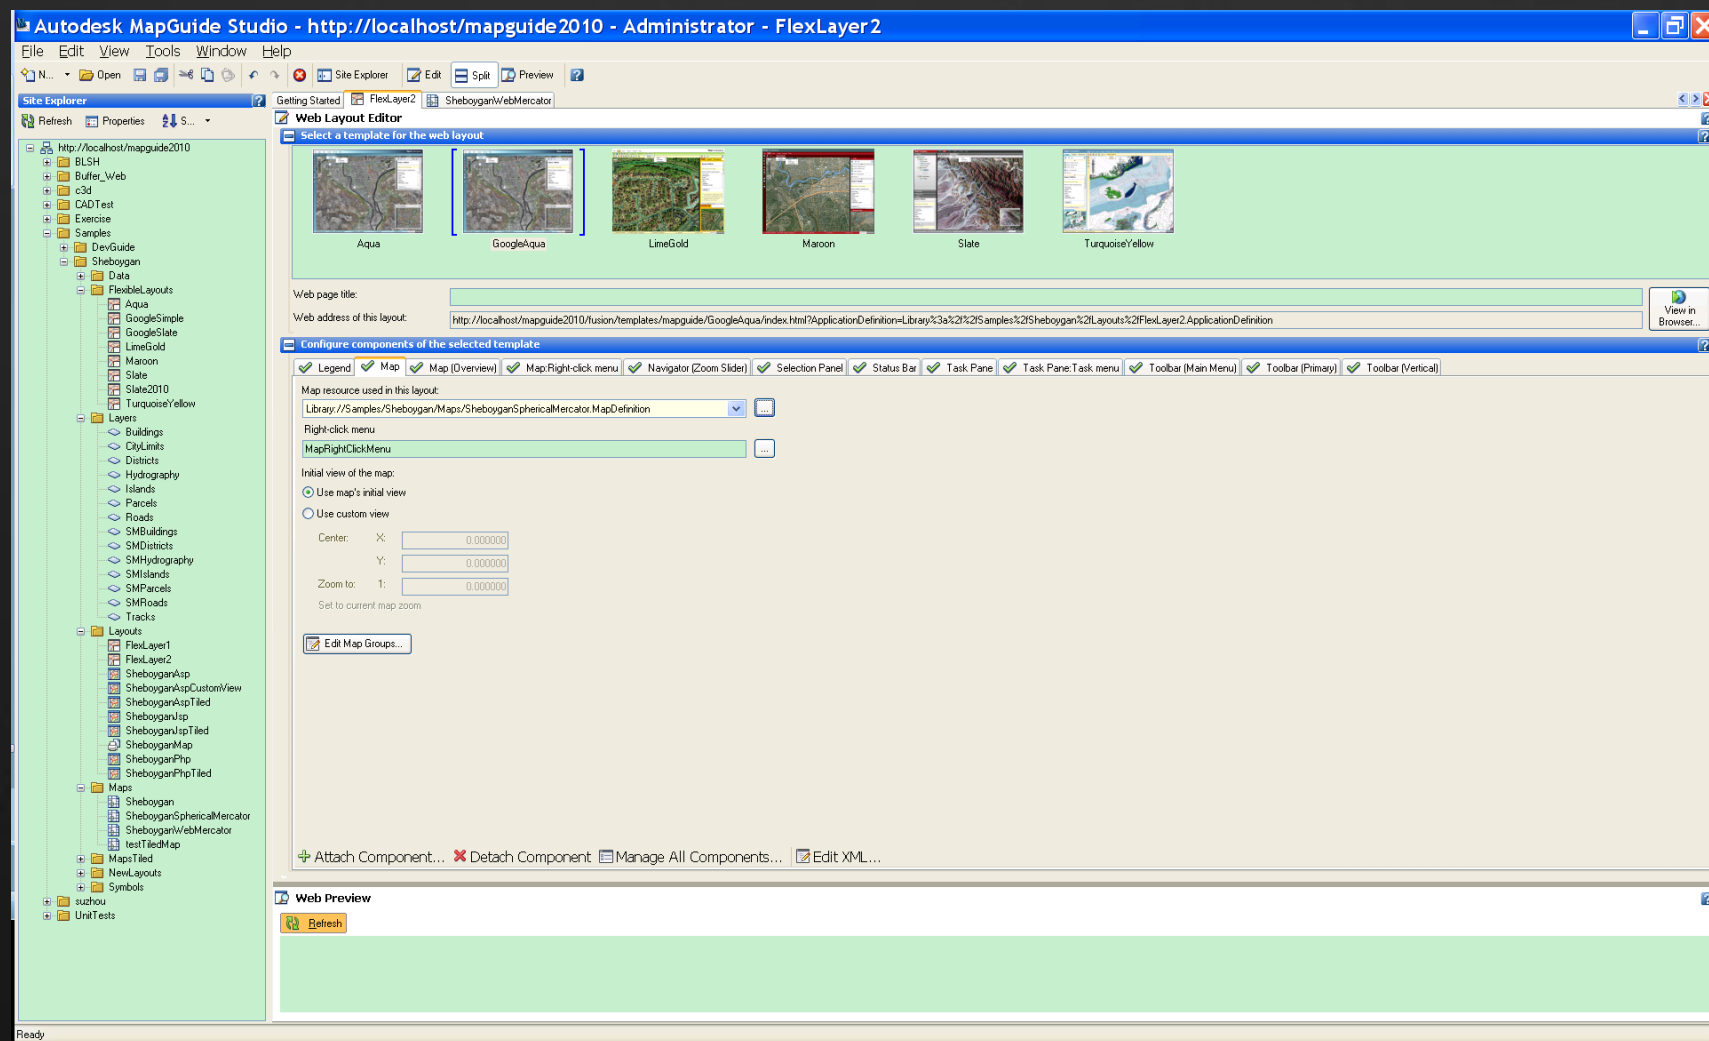 Autodesk MapGuide Studio - http://localhost/mapguide2010 - Administrator - FlexLayer2
File Edit View Tools Window Help
N... Open Site Explorer Edit Split Preview
Site Explorer
Refresh Properties S...
http://localhost/mapguide2010
BLSH
Buffer_Web
c3d
CADTest
Exercise
Samples
DevGuide
Sheboygan
Data
FlexibleLayouts
Aqua
GoogleSimple
GoogleSlate
LimeGold
Maroon
Slate
Slate2010
TurquoiseYellow
Layers
Buildings
CityLimits
Districts
Hydrography
Islands
Parcels
Roads
SMBuildings
SMDistricts
SMHydrography
SMIslands
SMParcels
SMRoads
Tracks
Layouts
FlexLayer1
FlexLayer2
SheboyganAsp
SheboyganAspCustomView
SheboyganAspTiled
SheboyganJsp
SheboyganJspTiled
SheboyganMap
SheboyganPhp
SheboyganPhpTiled
Maps
Sheboygan
SheboyganSphericalMercator
SheboyganWebMercator
testTiledMap
MapsTiled
NewLayouts
Symbols
suzhou
UnitTests
Getting Started FlexLayer2 SheboyganWebMercator
Web Layout Editor
Select a template for the web layout
Aqua GoogleAqua LimeGold Maroon Slate TurquoiseYellow
Web page title:
Web address of this layout: http://localhost/mapguide2010/fusion/templates/mapguide/GoogleAqua/index.html?ApplicationDefinition=Library%3a%2f%2fSamples%2fSheboygan%2fLayouts%2fFlexLayer2.ApplicationDefinition
View in
Browser...
Configure components of the selected template
Legend Map Map (Overview) Map:Right-click menu Navigator (Zoom Slider) Selection Panel Status Bar Task Pane Task Pane:Task menu Toolbar (Main Menu) Toolbar (Primary) Toolbar (Vertical)
Map resource used in this layout:
Library://Samples/Sheboygan/Maps/SheboyganSphericalMercator.MapDefinition ...
Right-click menu
MapRightClickMenu ...
Initial view of the map:
Use map's initial view
Use custom view
Center: X: 0.000000
Y: 0.000000
Zoom to: 1: 0.000000
Set to current map zoom
Edit Map Groups...
Attach Component... Detach Component Manage All Components... Edit XML...
Web Preview
Refresh
Ready